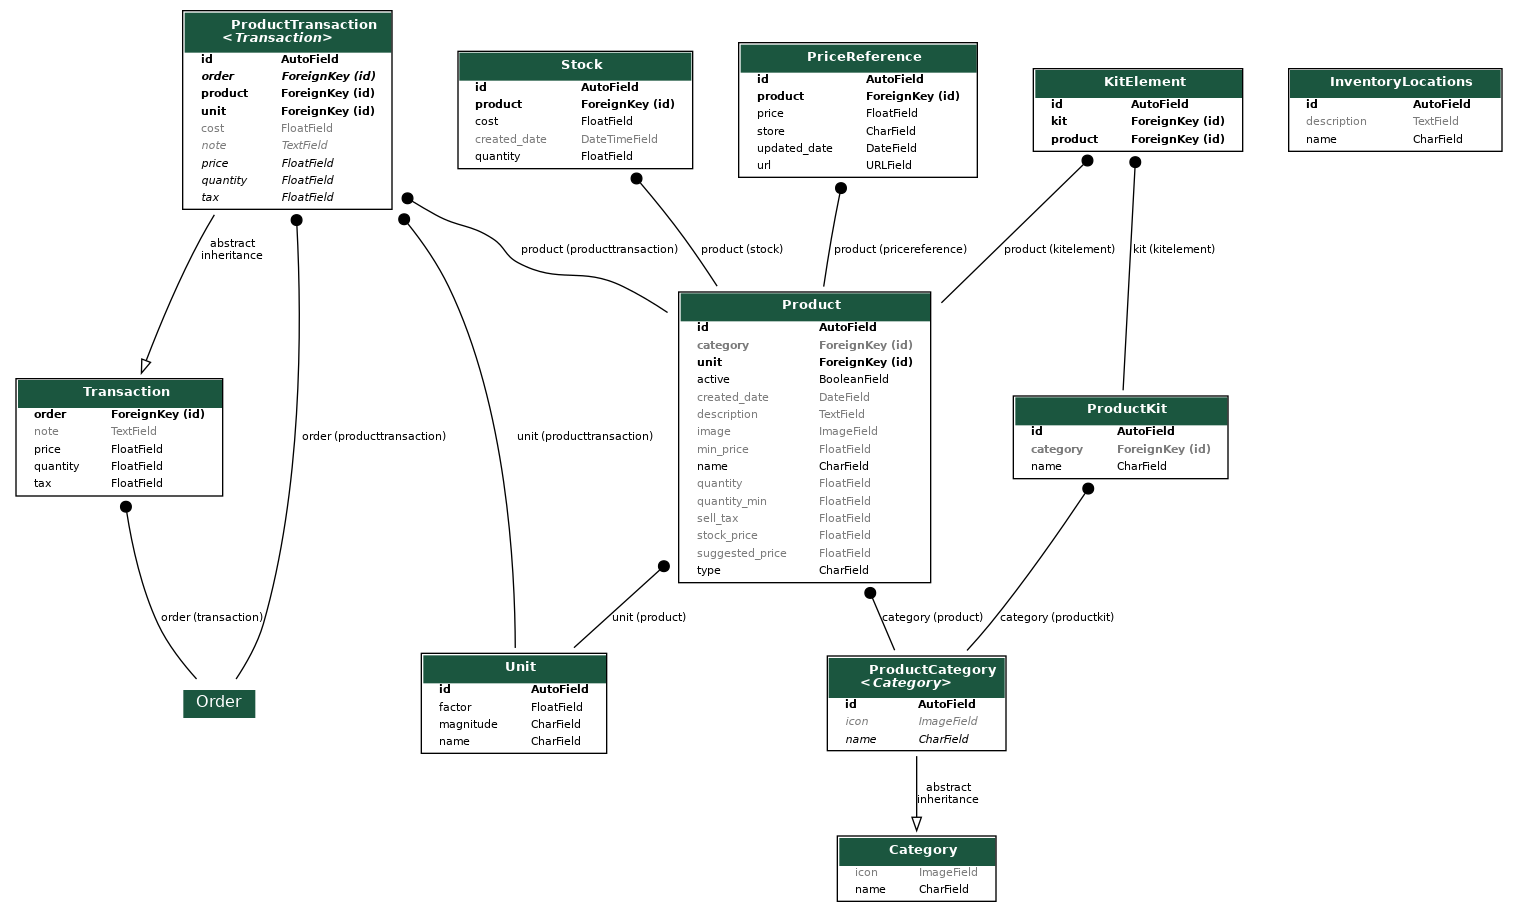 ProductTransaction
<Transaction>
id AutoField
order ForeignKey (id)
product ForeignKey (id)
unit ForeignKey (id)
cost FloatField
note TextField
price FloatField
quantity FloatField
tax FloatField
Stock
id AutoField
product ForeignKey (id)
cost FloatField
created_date DateTimeField
quantity FloatField
PriceReference
id AutoField
product ForeignKey (id)
price FloatField
store CharField
updated_date DateField
url URLField
KitElement
id AutoField
kit ForeignKey (id)
product ForeignKey (id)
InventoryLocations
id AutoField
description TextField
name CharField
abstract
inheritance
product (producttransaction)
product (stock)
product (pricereference)
product (kitelement)
kit (kitelement)
Transaction
order ForeignKey (id)
note TextField
price FloatField
quantity FloatField
tax FloatField
order (producttransaction)
unit (producttransaction)
Product
id AutoField
category ForeignKey (id)
unit ForeignKey (id)
active BooleanField
created_date DateField
description TextField
image ImageField
min_price FloatField
name CharField
quantity FloatField
quantity_min FloatField
sell_tax FloatField
stock_price FloatField
suggested_price FloatField
type CharField
ProductKit
id AutoField
category ForeignKey (id)
name CharField
order (transaction)
unit (product)
category (product)
category (productkit)
Order
Unit
id AutoField
factor FloatField
magnitude CharField
name CharField
ProductCategory
<Category>
id AutoField
icon ImageField
name CharField
abstract
inheritance
Category
icon ImageField
name CharField